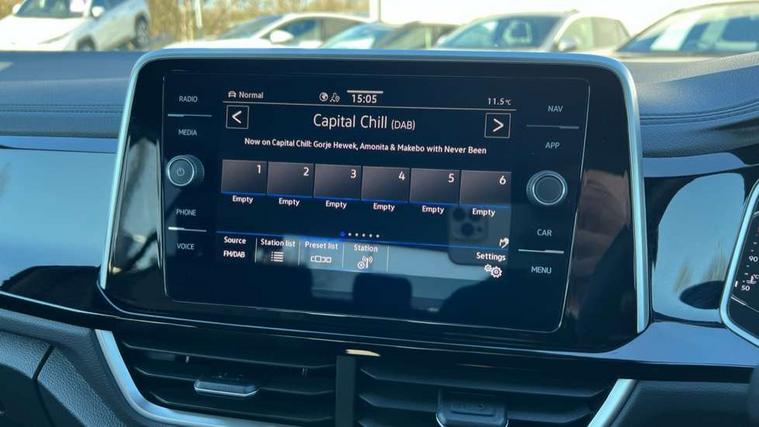 RADIO
MEDIA
PHONE
VOICE
Normal
15:05
11.5°C
<
Capital Chill (DAB)
>
Now on Capital Chill: Gorje Hewek, Amonita & Makebo with Never Been
1 2 3 4 5 6
Empty Empty Empty Empty Empty Empty
Source Station list Preset list Station Settings
FM/DAB
NAV
APP
CAR
MENU
90
50